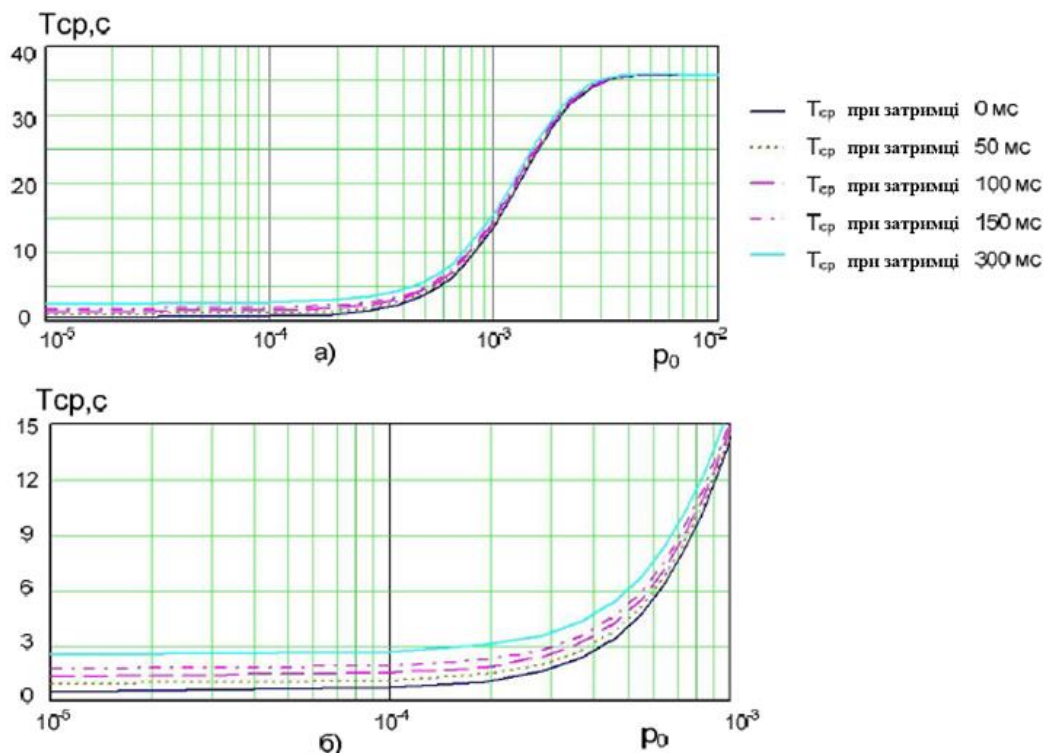 Тср,с
40
30
20
10
0
10⁻⁵
10⁻⁴
10⁻³
10⁻²
а)
p₀
Tср при затримці 0 мс
Tср при затримці 50 мс
Tср при затримці 100 мс
Tср при затримці 150 мс
Tср при затримці 300 мс
Тср,с
15
12
9
6
3
0
10⁻⁵
10⁻⁴
10⁻³
б)
p₀